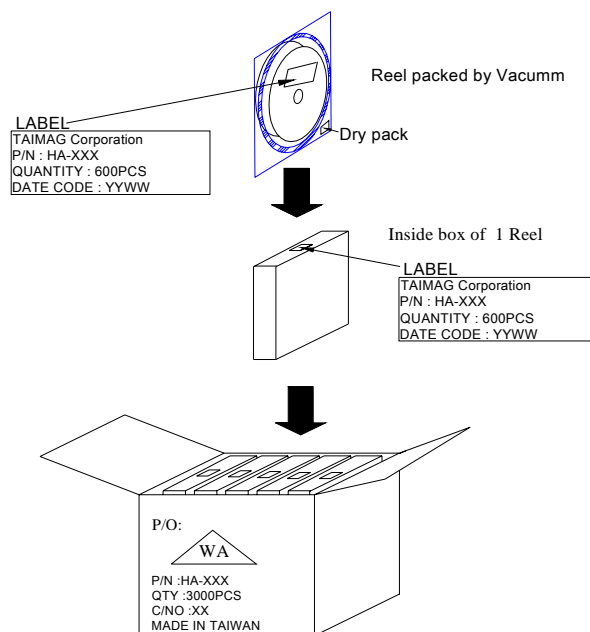 Reel packed by Vacumm
Dry pack
LABEL
TAIMAG Corporation
P/N : HA-XXX
QUANTITY : 600PCS
DATE CODE : YYWW
Inside box of 1 Reel
LABEL
TAIMAG Corporation
P/N : HA-XXX
QUANTITY : 600PCS
DATE CODE : YYWW
P/O:
WA
P/N :HA-XXX
QTY :3000PCS
C/NO :XX
MADE IN TAIWAN